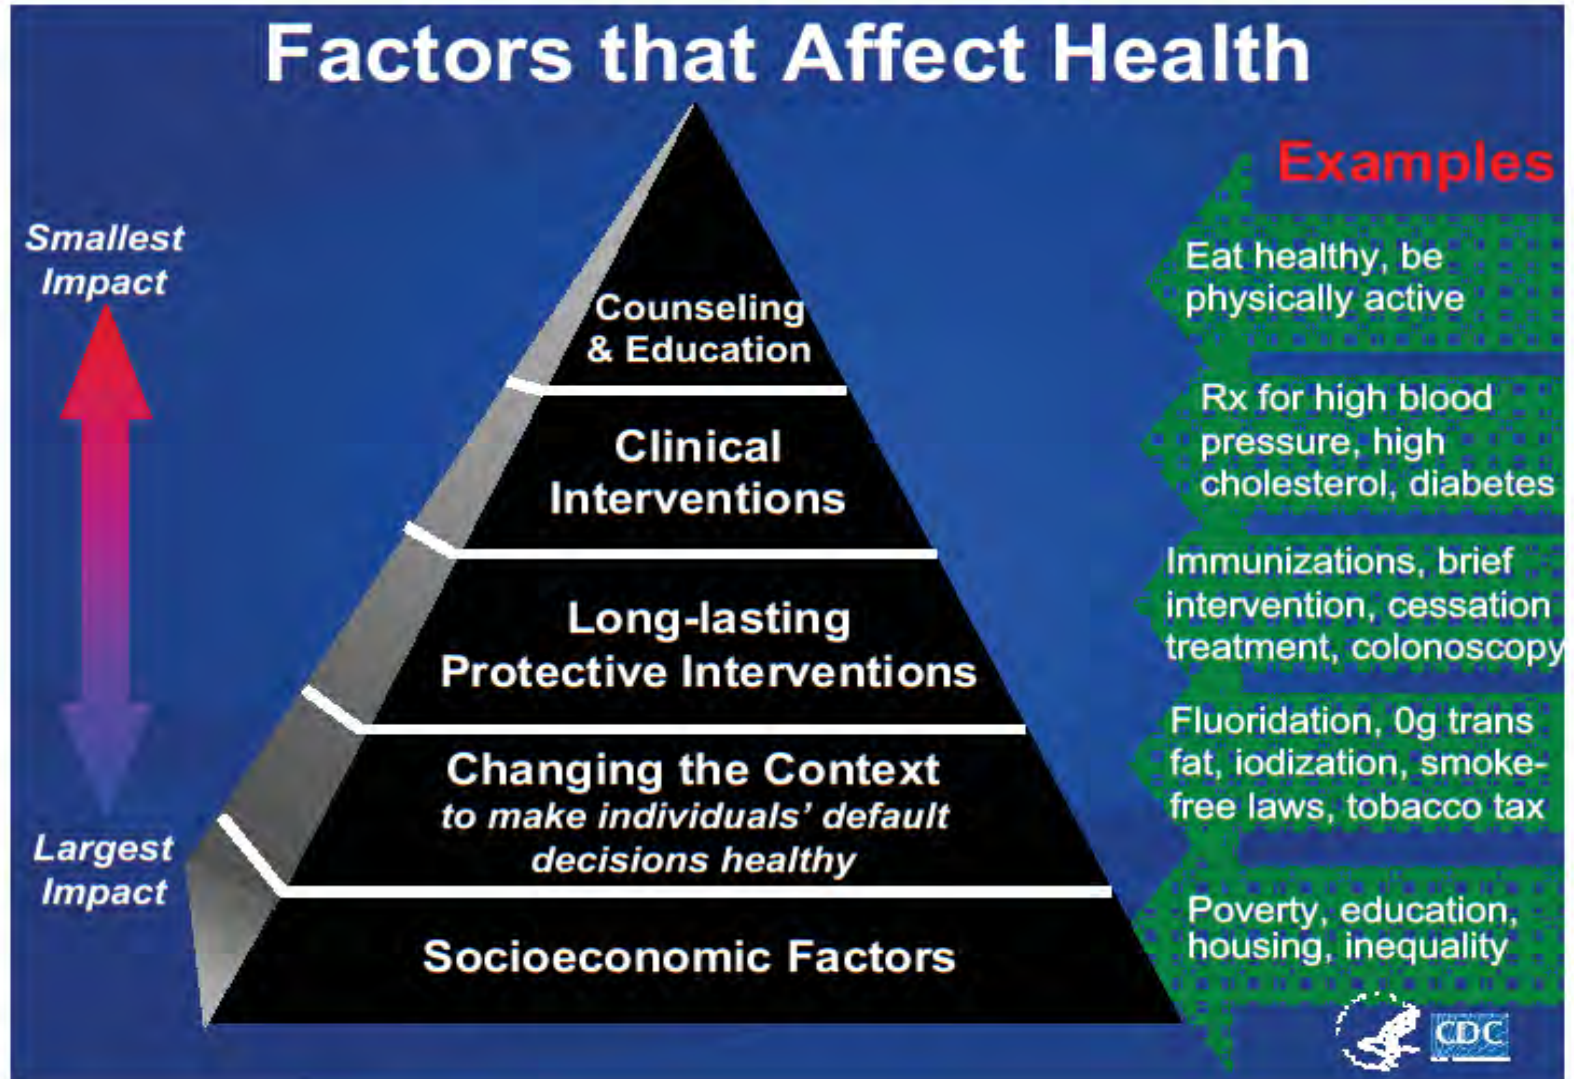 Factors that Affect Health
Examples
Smallest
Impact
Largest
Impact
Counseling
& Education
Clinical
Interventions
Long-lasting
Protective Interventions
Changing the Context
to make individuals’ default
decisions healthy
Socioeconomic Factors
Eat healthy, be
physically active
Rx for high blood
pressure, high
cholesterol, diabetes
Immunizations, brief
intervention, cessation
treatment, colonoscopy
Fluoridation, 0g trans
fat, iodization, smoke-
free laws, tobacco tax
Poverty, education,
housing, inequality
CDC